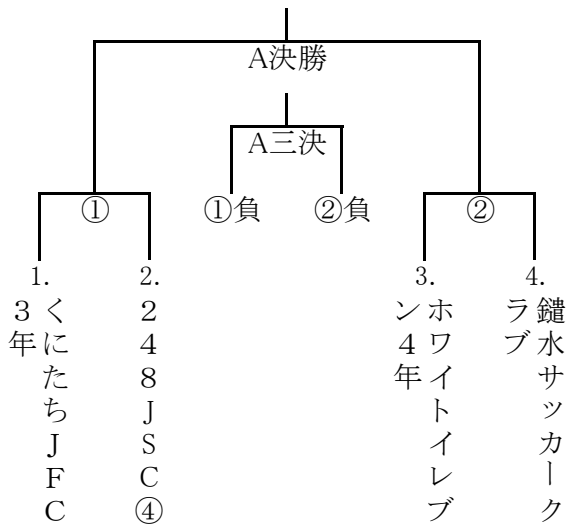 A決勝
A三決
①
①負
②負
②
1.
2.
3.
4.
くにたちJFC
3年
248JSC④
ホワイトイレブ
ン4年
鑓水サッカーク
ラブ